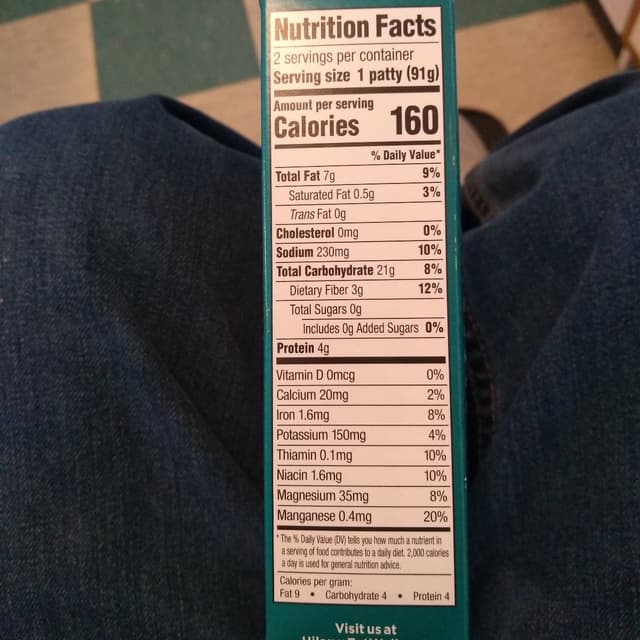 Nutrition Facts
2 servings per container
Serving size 1 patty (91g)
Amount per serving
Calories 160
% Daily Value*
Total Fat 7g 9%
Saturated Fat 0.5g 3%
Trans Fat 0g
Cholesterol 0mg 0%
Sodium 230mg 10%
Total Carbohydrate 21g 8%
Dietary Fiber 3g 12%
Total Sugars 0g
Includes 0g Added Sugars 0%
Protein 4g
Vitamin D 0mcg 0%
Calcium 20mg 2%
Iron 1.6mg 8%
Potassium 150mg 4%
Thiamin 0.1mg 10%
Niacin 1.6mg 10%
Magnesium 35mg 8%
Manganese 0.4mg 20%
* The % Daily Value (DV) tells you how much a nutrient in
a serving of food contributes to a daily diet. 2,000 calories
a day is used for general nutrition advice.
Calories per gram:
Fat 9 • Carbohydrate 4 • Protein 4
Visit us at